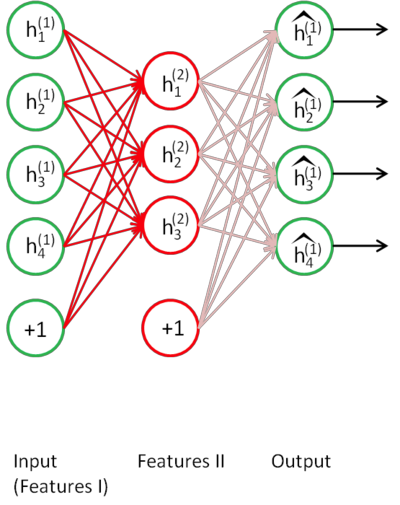 h₁⁽¹⁾ h₁⁽²⁾ ĥ₁⁽¹⁾
h₂⁽¹⁾ h₂⁽²⁾ ĥ₂⁽¹⁾
h₃⁽¹⁾ h₃⁽²⁾ ĥ₃⁽¹⁾
h₄⁽¹⁾ ĥ₄⁽¹⁾
+1 +1
Input Features II Output
(Features I)